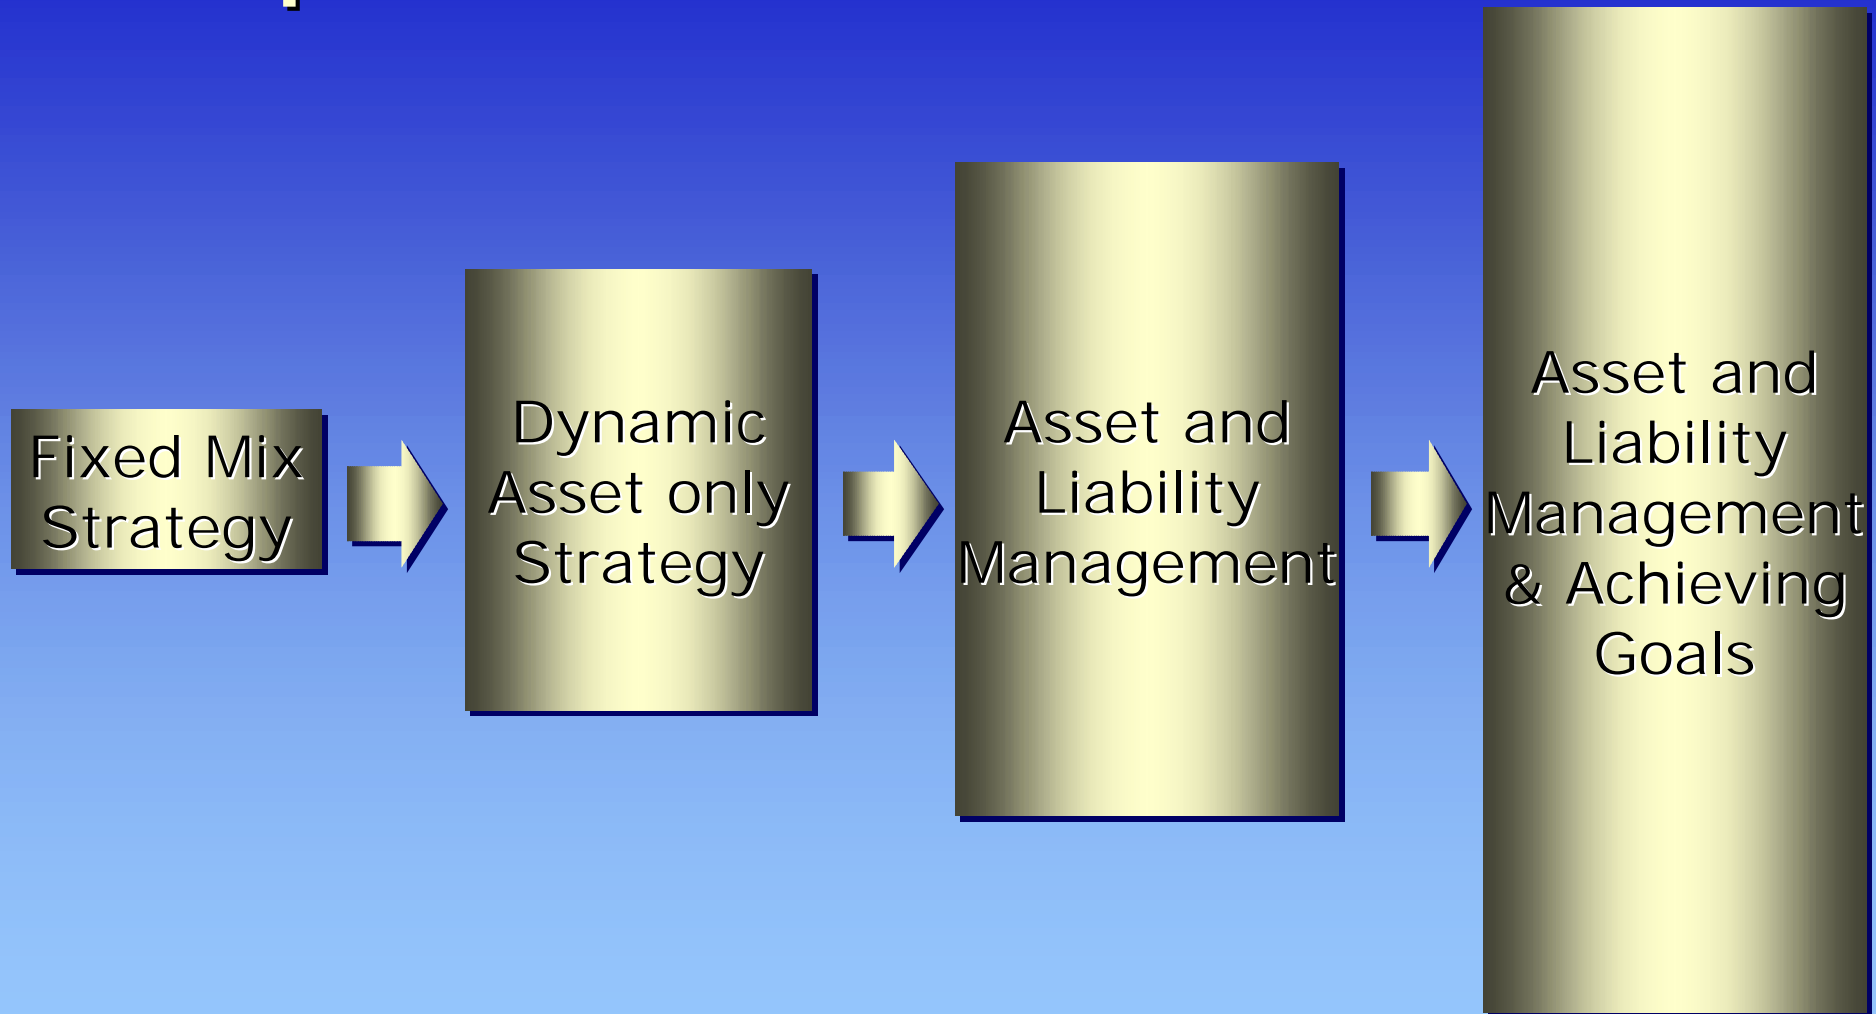 Fixed Mix
Strategy
Dynamic
Asset only
Strategy
Asset and
Liability
Management
Asset and
Liability
Management
& Achieving
Goals